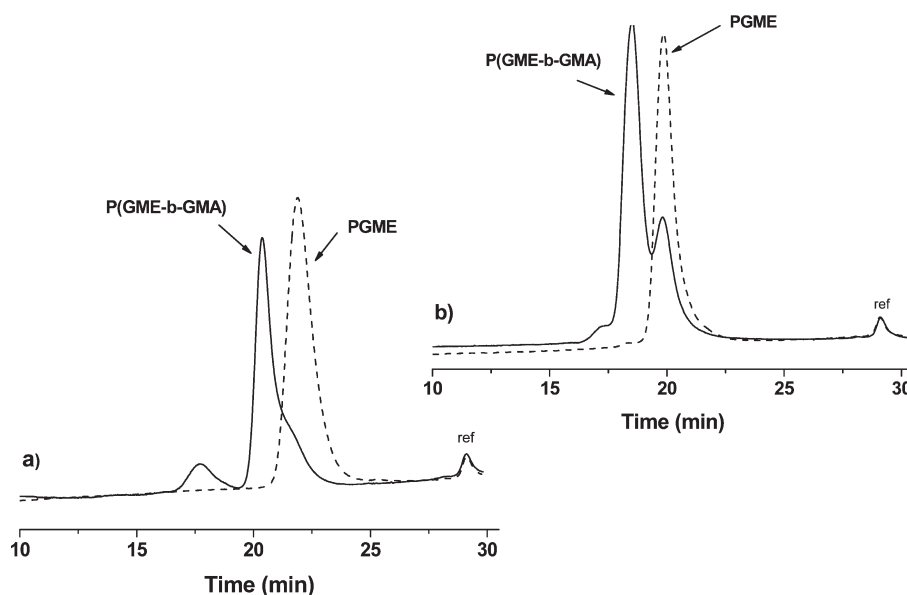 P(GME-b-GMA)
PGME
a)
ref
10 15 20 25 30
Time (min)
PGME
P(GME-b-GMA)
b)
ref
10 15 20 25 30
Time (min)